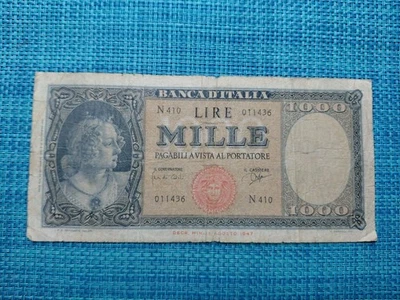 BANCA D'ITALIA
N 410 LIRE 011436
1000
MILLE
PAGABILI A VISTA AL PORTATORE
IL GOVERNATORE IL CASSIERE
011436 N 410
1000